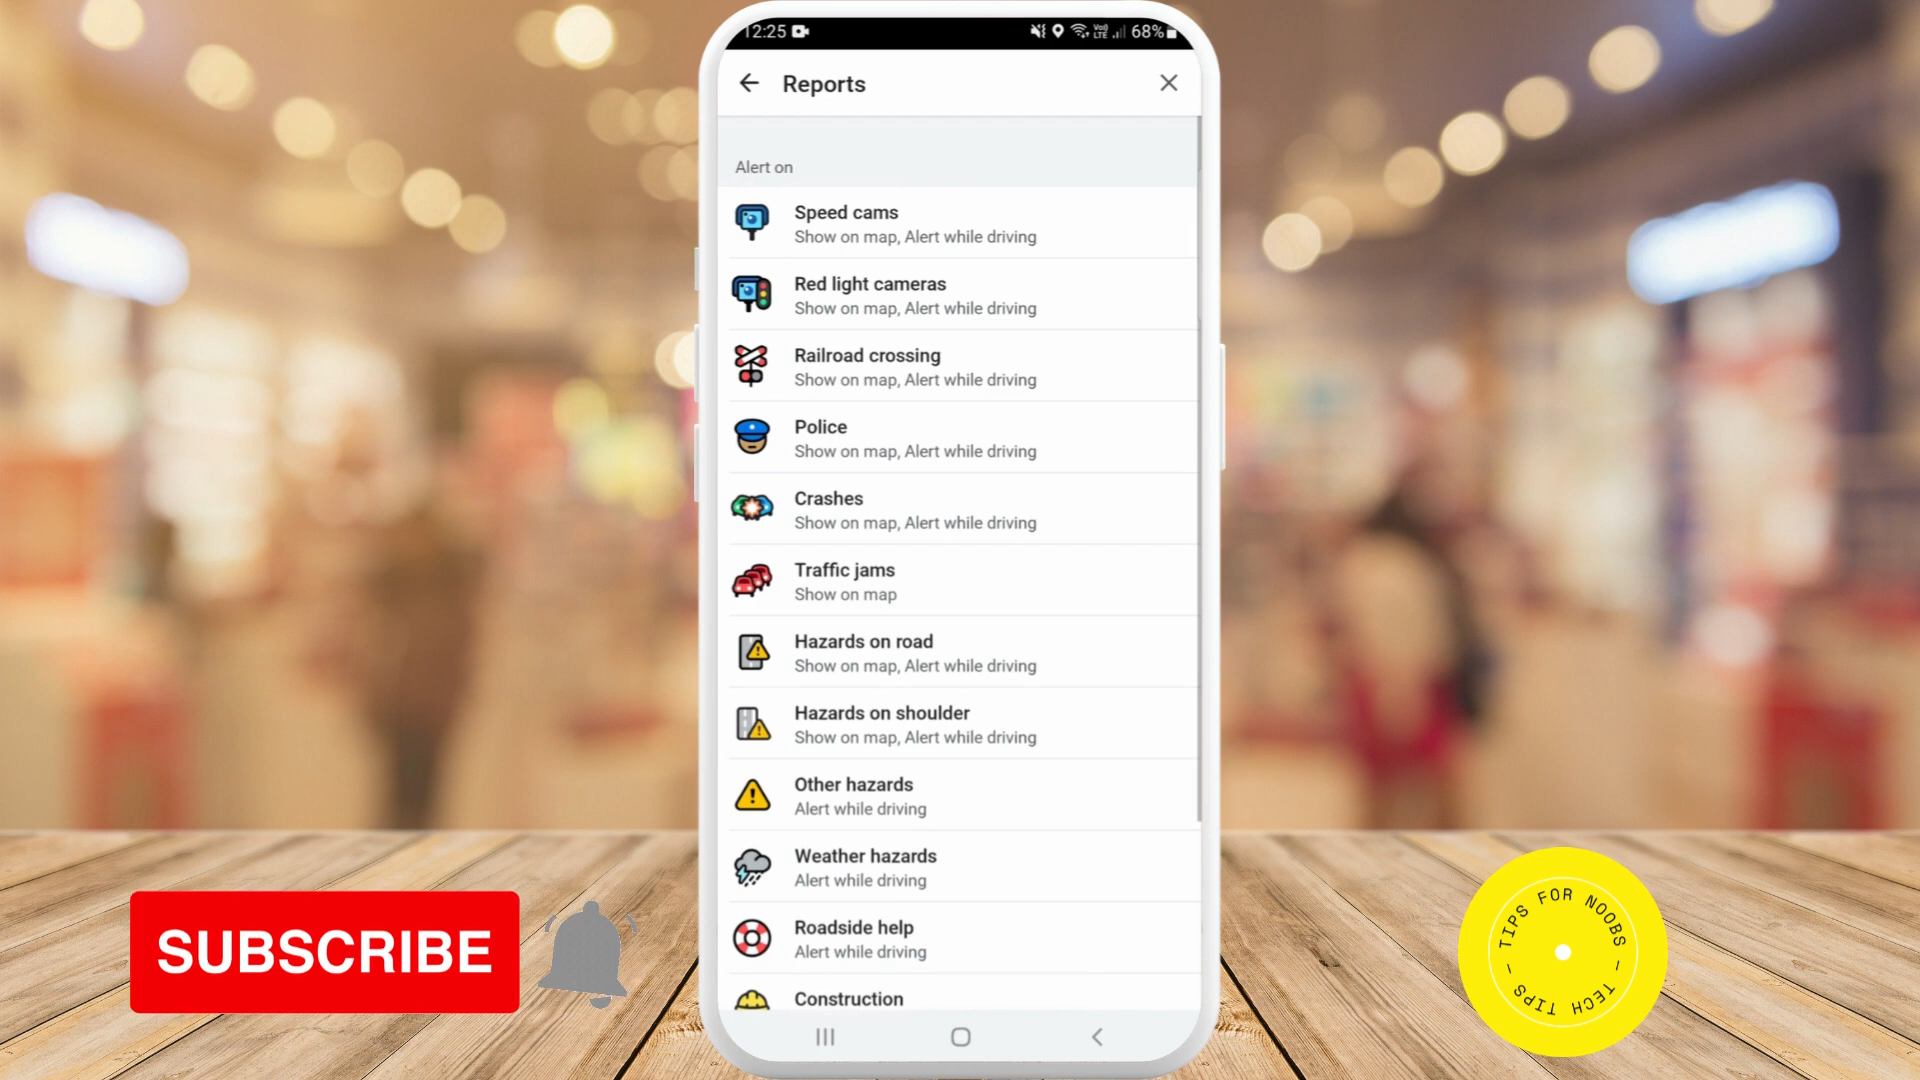 12:25
Vo))
LTE
68%
Reports
Alert on
Speed cams
Show on map, Alert while driving
Red light cameras
Show on map, Alert while driving
Railroad crossing
Show on map, Alert while driving
Police
Show on map, Alert while driving
Crashes
Show on map, Alert while driving
Traffic jams
Show on map
Hazards on road
Show on map, Alert while driving
Hazards on shoulder
Show on map, Alert while driving
Other hazards
Alert while driving
Weather hazards
Alert while driving
Roadside help
Alert while driving
Construction
SUBSCRIBE
— TIPS FOR NOOBS —
TECH TIPS